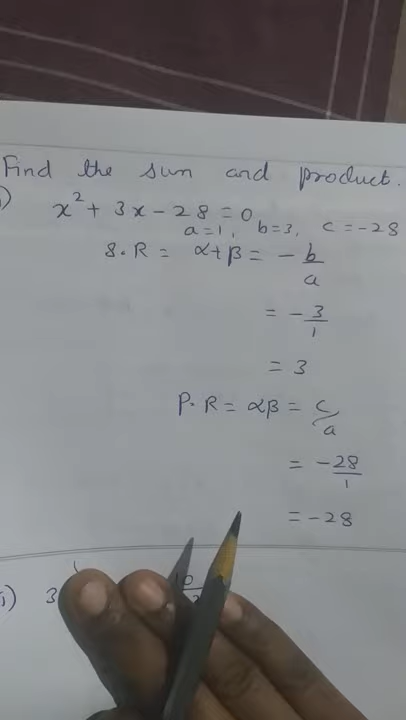 Find the sum and product.
i)
x² + 3x - 28 = 0
a = 1, b = 3, c = -28
S.R = α+β = - b/a
= - 3/1
= 3
P.R = αβ = c/a
= -28/1
= -28
3